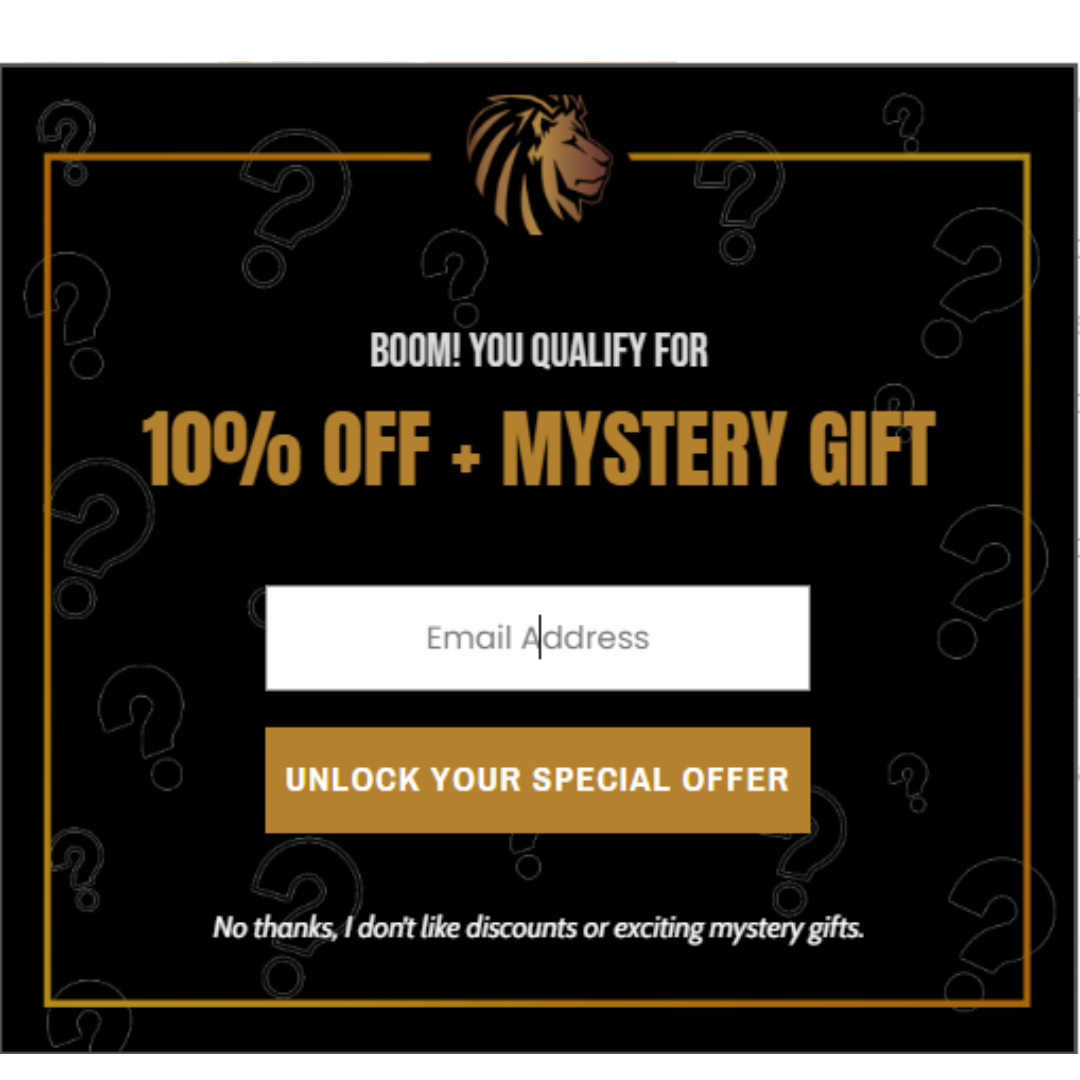 BOOM! YOU QUALIFY FOR
10% OFF + MYSTERY GIFT
Email Address
UNLOCK YOUR SPECIAL OFFER
No thanks, I don't like discounts or exciting mystery gifts.